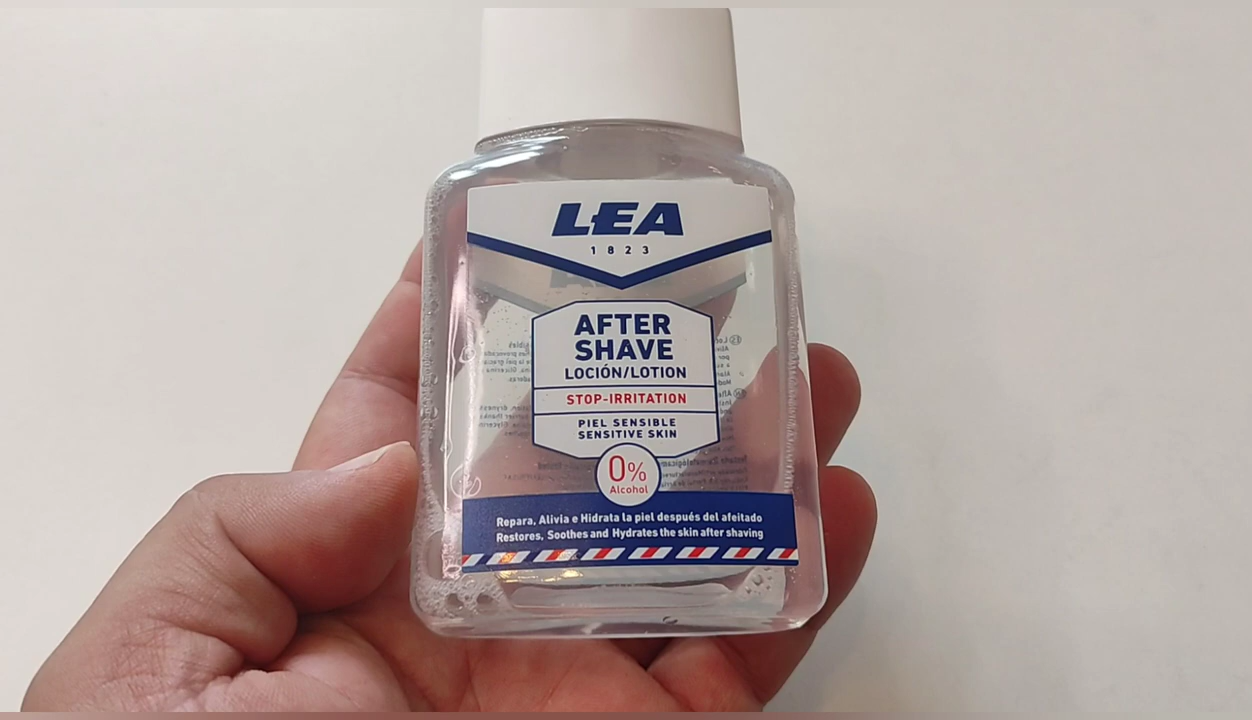 LEA
1823
AFTER
SHAVE
LOCIÓN/LOTION
STOP-IRRITATION
PIEL SENSIBLE
SENSITIVE SKIN
0%
Alcohol
Repara, Alivia e Hidrata la piel después del afeitado
Restores, Soothes and Hydrates the skin after shaving